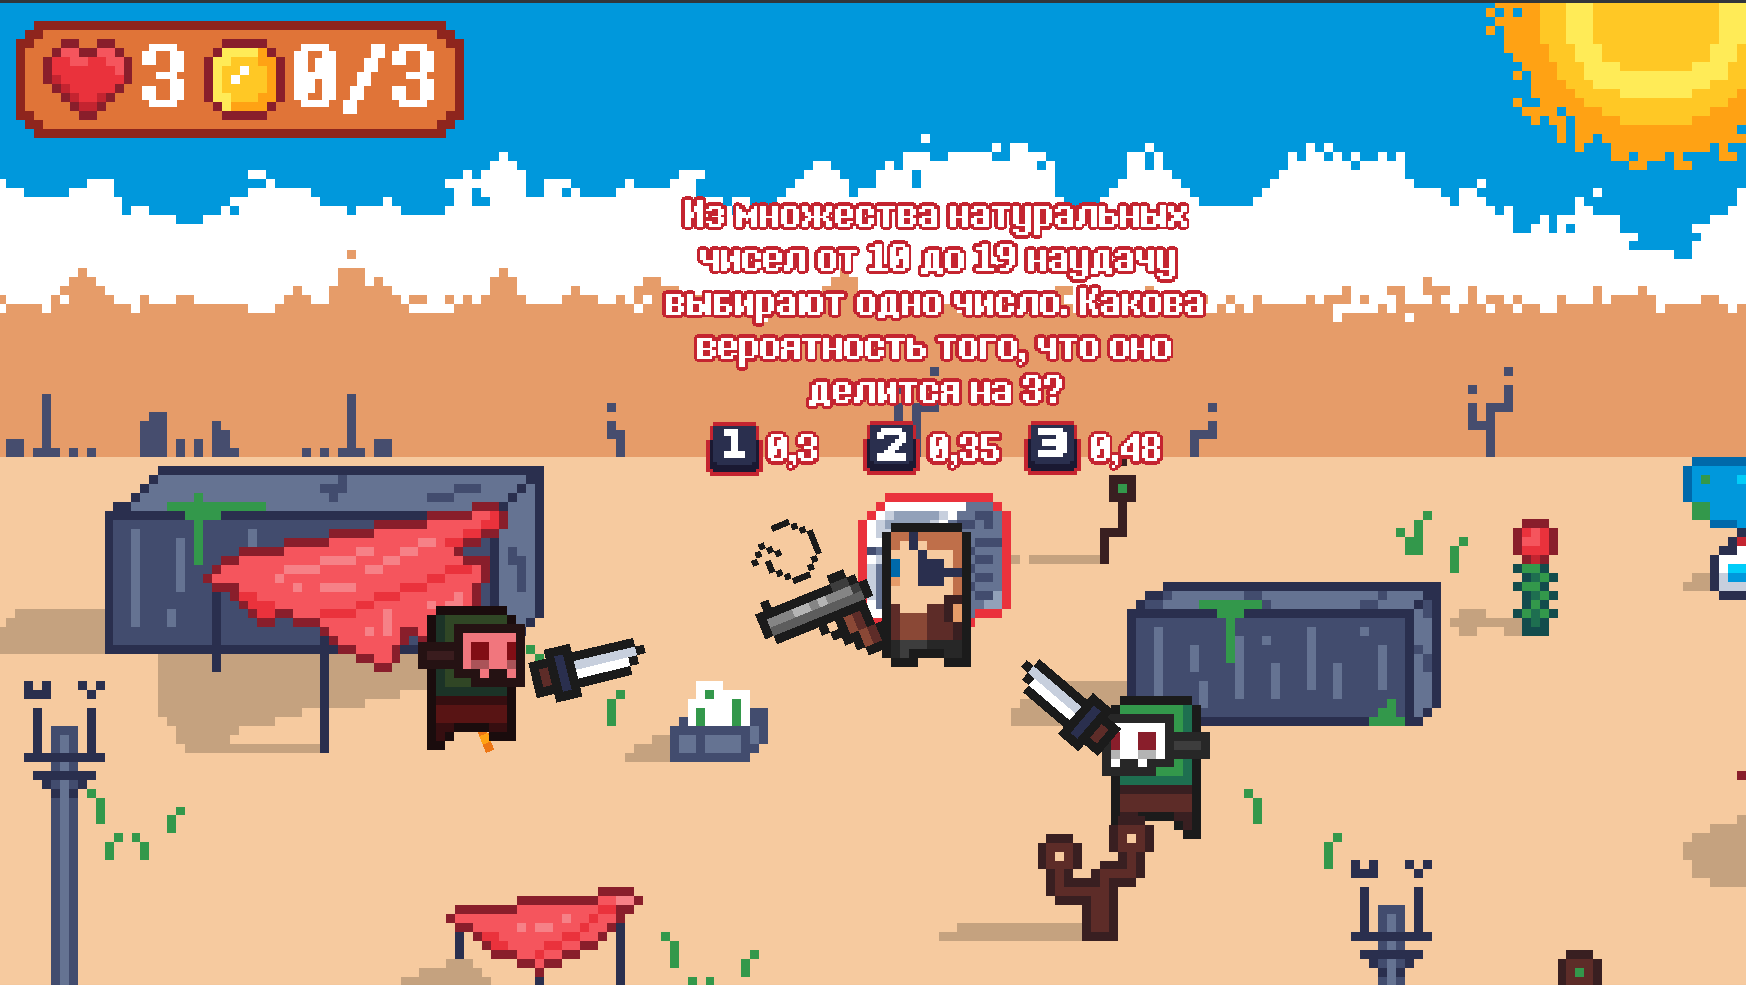 3 0/3
Из множества натуральных
чисел от 10 до 19 наудачу
выбирают одно число. Какова
вероятность того, что оно
делится на 3?
1 0,3 2 0,35 3 0,48